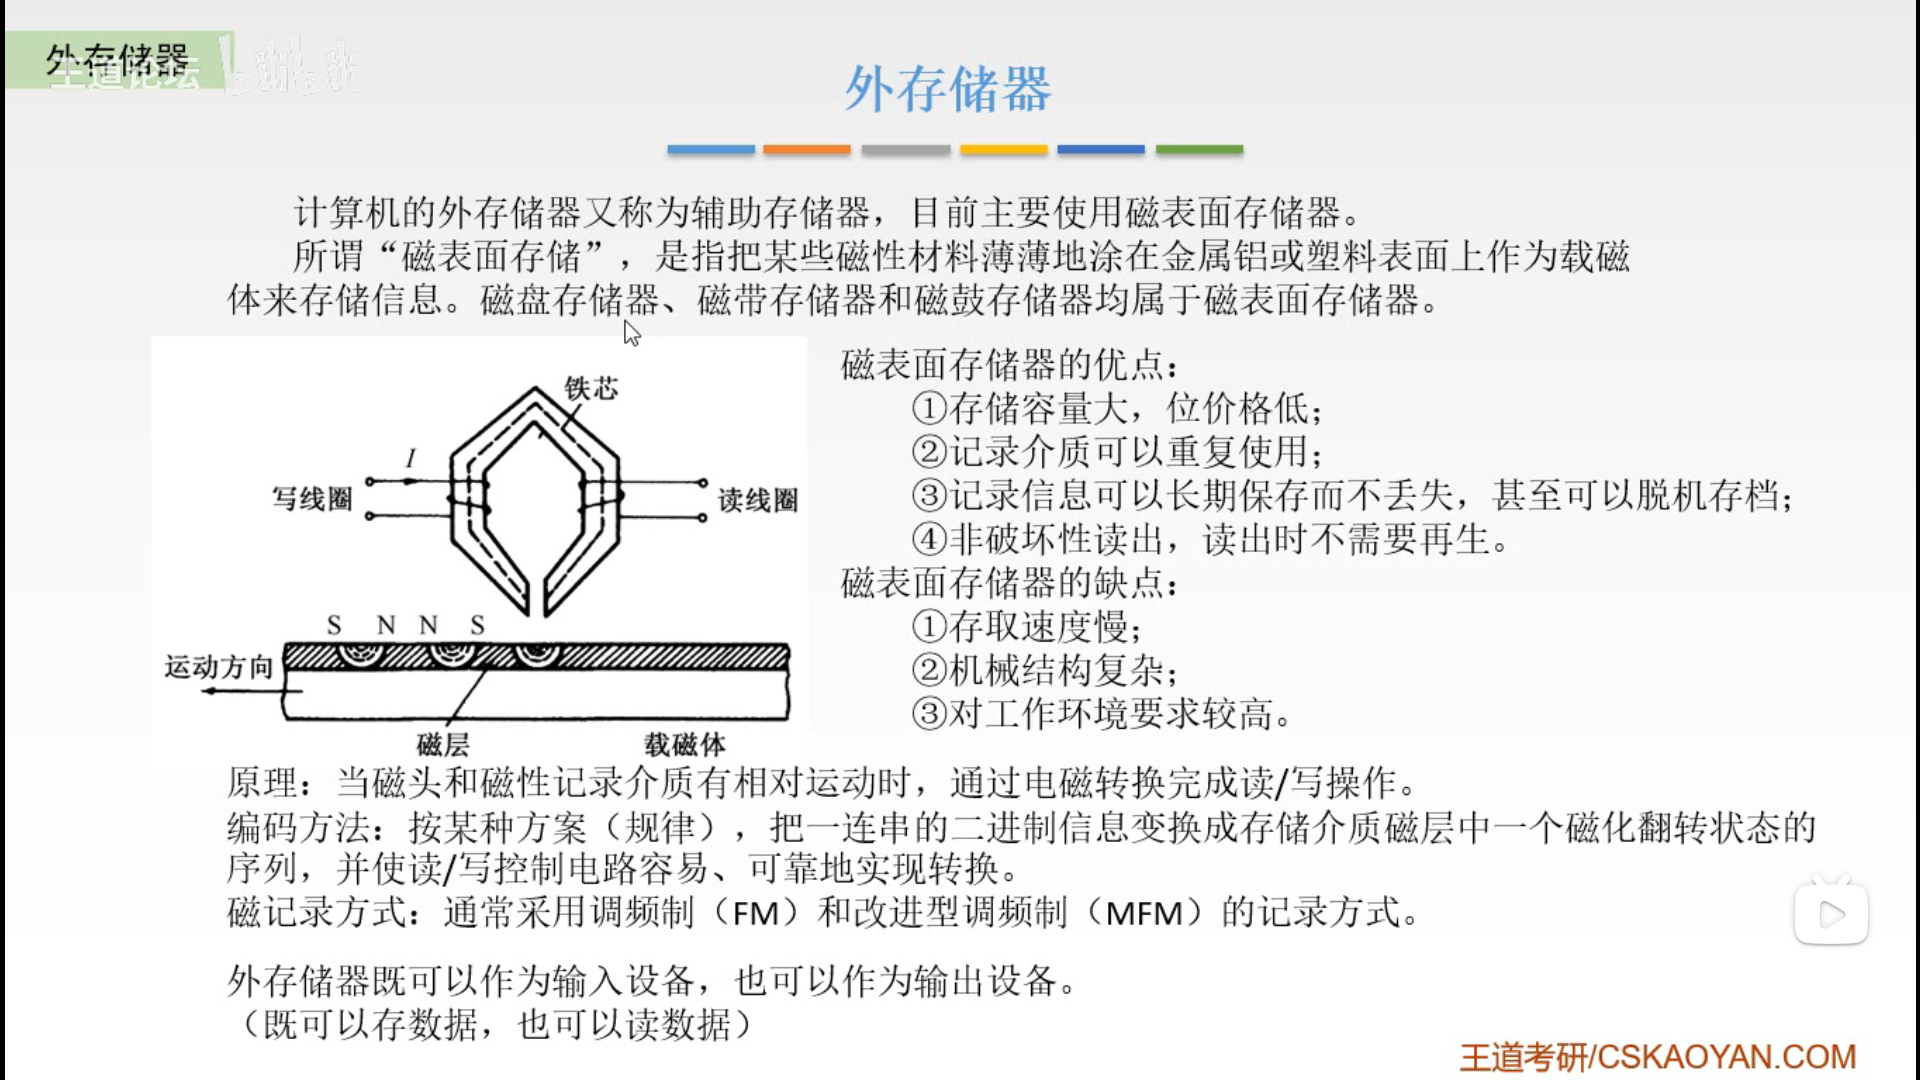 外存储器
王道论坛
bilibili
外存储器
计算机的外存储器又称为辅助存储器，目前主要使用磁表面存储器。
所谓“磁表面存储”，是指把某些磁性材料薄薄地涂在金属铝或塑料表面上作为载磁
体来存储信息。磁盘存储器、磁带存储器和磁鼓存储器均属于磁表面存储器。
铁芯
I
写线圈
读线圈
S N N S
运动方向
磁层
载磁体
磁表面存储器的优点：
①存储容量大，位价格低；
②记录介质可以重复使用；
③记录信息可以长期保存而不丢失，甚至可以脱机存档；
④非破坏性读出，读出时不需要再生。
磁表面存储器的缺点：
①存取速度慢；
②机械结构复杂；
③对工作环境要求较高。
原理：当磁头和磁性记录介质有相对运动时，通过电磁转换完成读/写操作。
编码方法：按某种方案（规律），把一连串的二进制信息变换成存储介质磁层中一个磁化翻转状态的
序列，并使读/写控制电路容易、可靠地实现转换。
磁记录方式：通常采用调频制（FM）和改进型调频制（MFM）的记录方式。
外存储器既可以作为输入设备，也可以作为输出设备。
（既可以存数据，也可以读数据）
王道考研/CSKAOYAN.COM